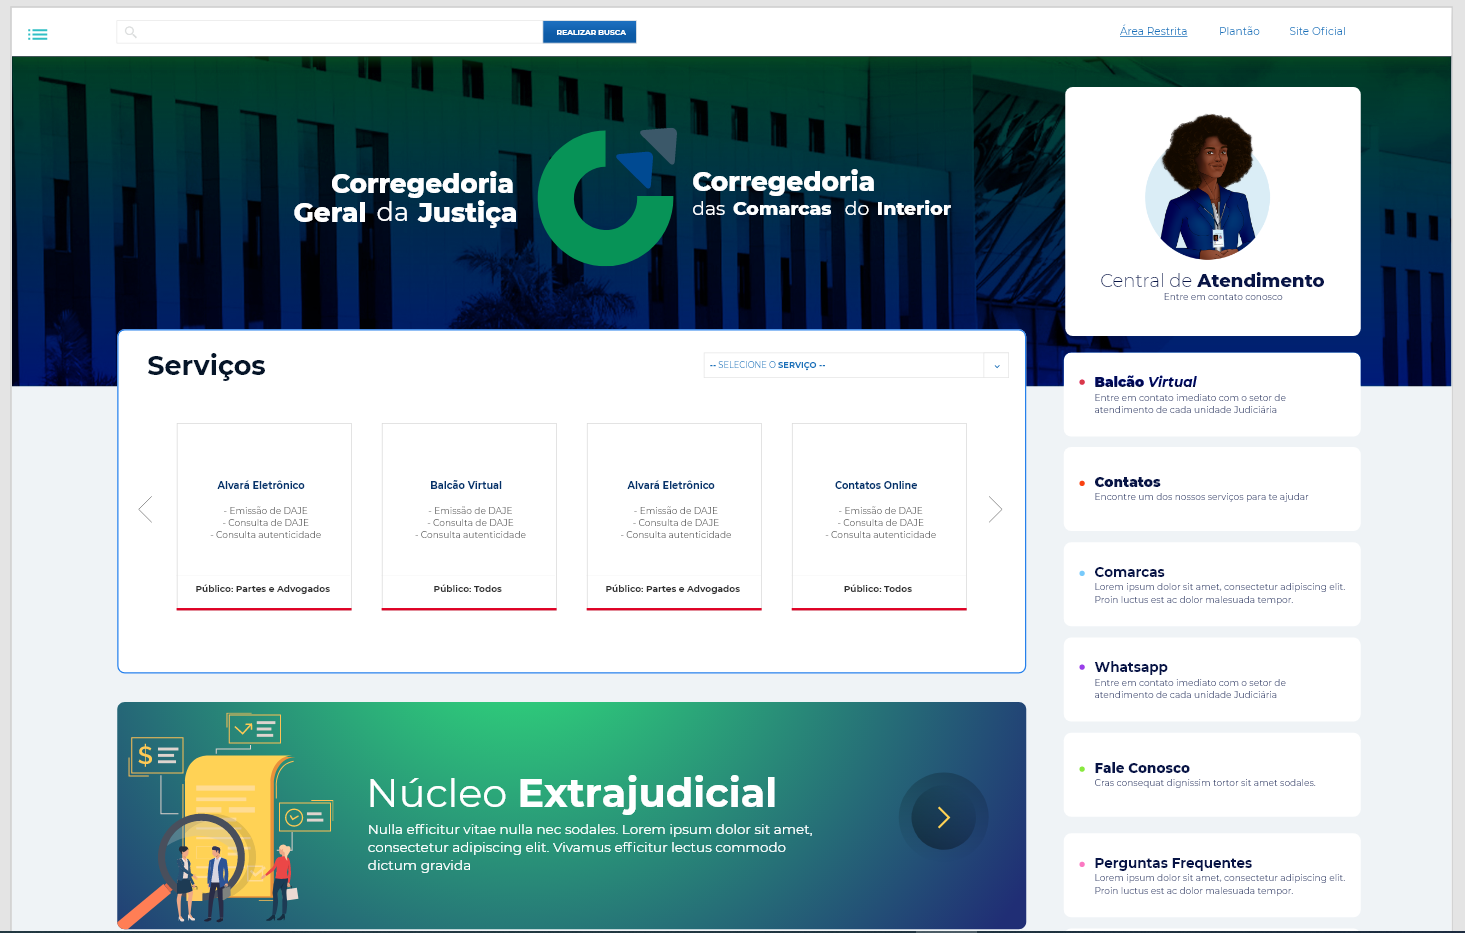 REALIZAR BUSCA
Área Restrita
Plantão
Site Oficial
Corregedoria
Geral da Justiça
Corregedoria
das Comarcas do Interior
Central de Atendimento
Entre em contato conosco
Serviços
-- SELECIONE O SERVIÇO --
Alvará Eletrônico
- Emissão de DAJE
- Consulta de DAJE
- Consulta autenticidade
Público: Partes e Advogados
Balcão Virtual
- Emissão de DAJE
- Consulta de DAJE
- Consulta autenticidade
Público: Todos
Alvará Eletrônico
- Emissão de DAJE
- Consulta de DAJE
- Consulta autenticidade
Público: Partes e Advogados
Contatos Online
- Emissão de DAJE
- Consulta de DAJE
- Consulta autenticidade
Público: Todos
Núcleo Extrajudicial
Nulla efficitur vitae nulla nec sodales. Lorem ipsum dolor sit amet,
consectetur adipiscing elit. Vivamus efficitur lectus commodo
dictum gravida
Balcão Virtual
Entre em contato imediato com o setor de
atendimento de cada unidade Judiciária
Contatos
Encontre um dos nossos serviços para te ajudar
Comarcas
Lorem ipsum dolor sit amet, consectetur adipiscing elit.
Proin luctus est ac dolor malesuada tempor.
Whatsapp
Entre em contato imediato com o setor de
atendimento de cada unidade Judiciária
Fale Conosco
Cras consequat dignissim tortor sit amet sodales.
Perguntas Frequentes
Lorem ipsum dolor sit amet, consectetur adipiscing elit.
Proin luctus est ac dolor malesuada tempor.